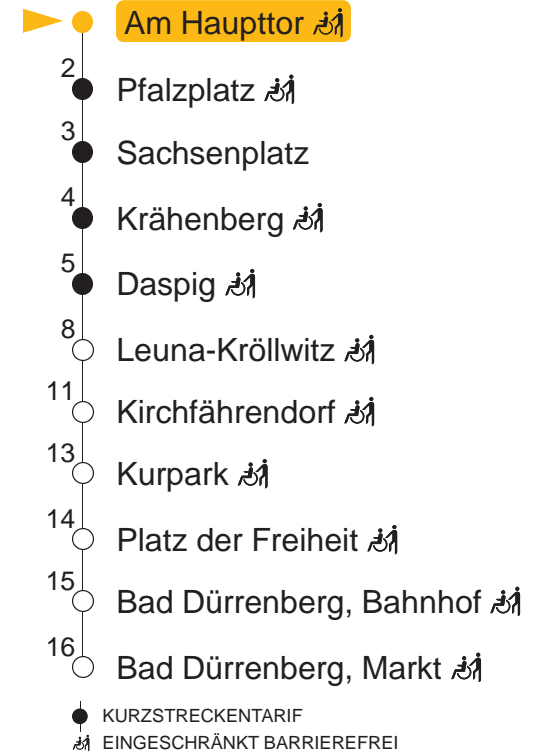 Am Haupttor
2
Pfalzplatz
3
Sachsenplatz
4
Krähenberg
5
Daspig
8
Leuna-Kröllwitz
11
Kirchfährendorf
13
Kurpark
14
Platz der Freiheit
15
Bad Dürrenberg, Bahnhof
16
Bad Dürrenberg, Markt
KURZSTRECKENTARIF
EINGESCHRÄNKT BARRIEREFREI